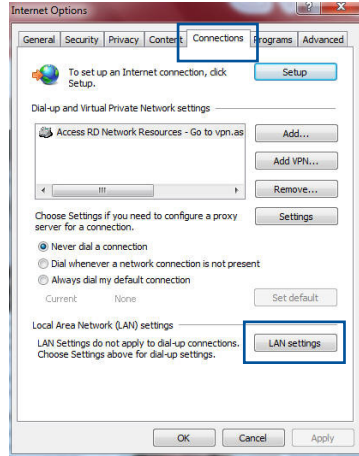 Internet Options
General Security Privacy Content Connections Programs Advanced
To set up an Internet connection, click
Setup.
Setup
Dial-up and Virtual Private Network settings
Access RD Network Resources - Go to vpn.as
Add...
Add VPN...
Remove...
Choose Settings if you need to configure a proxy
server for a connection.
Settings
Never dial a connection
Dial whenever a network connection is not present
Always dial my default connection
Current None
Set default
Local Area Network (LAN) settings
LAN Settings do not apply to dial-up connections.
Choose Settings above for dial-up settings.
LAN settings
OK Cancel Apply